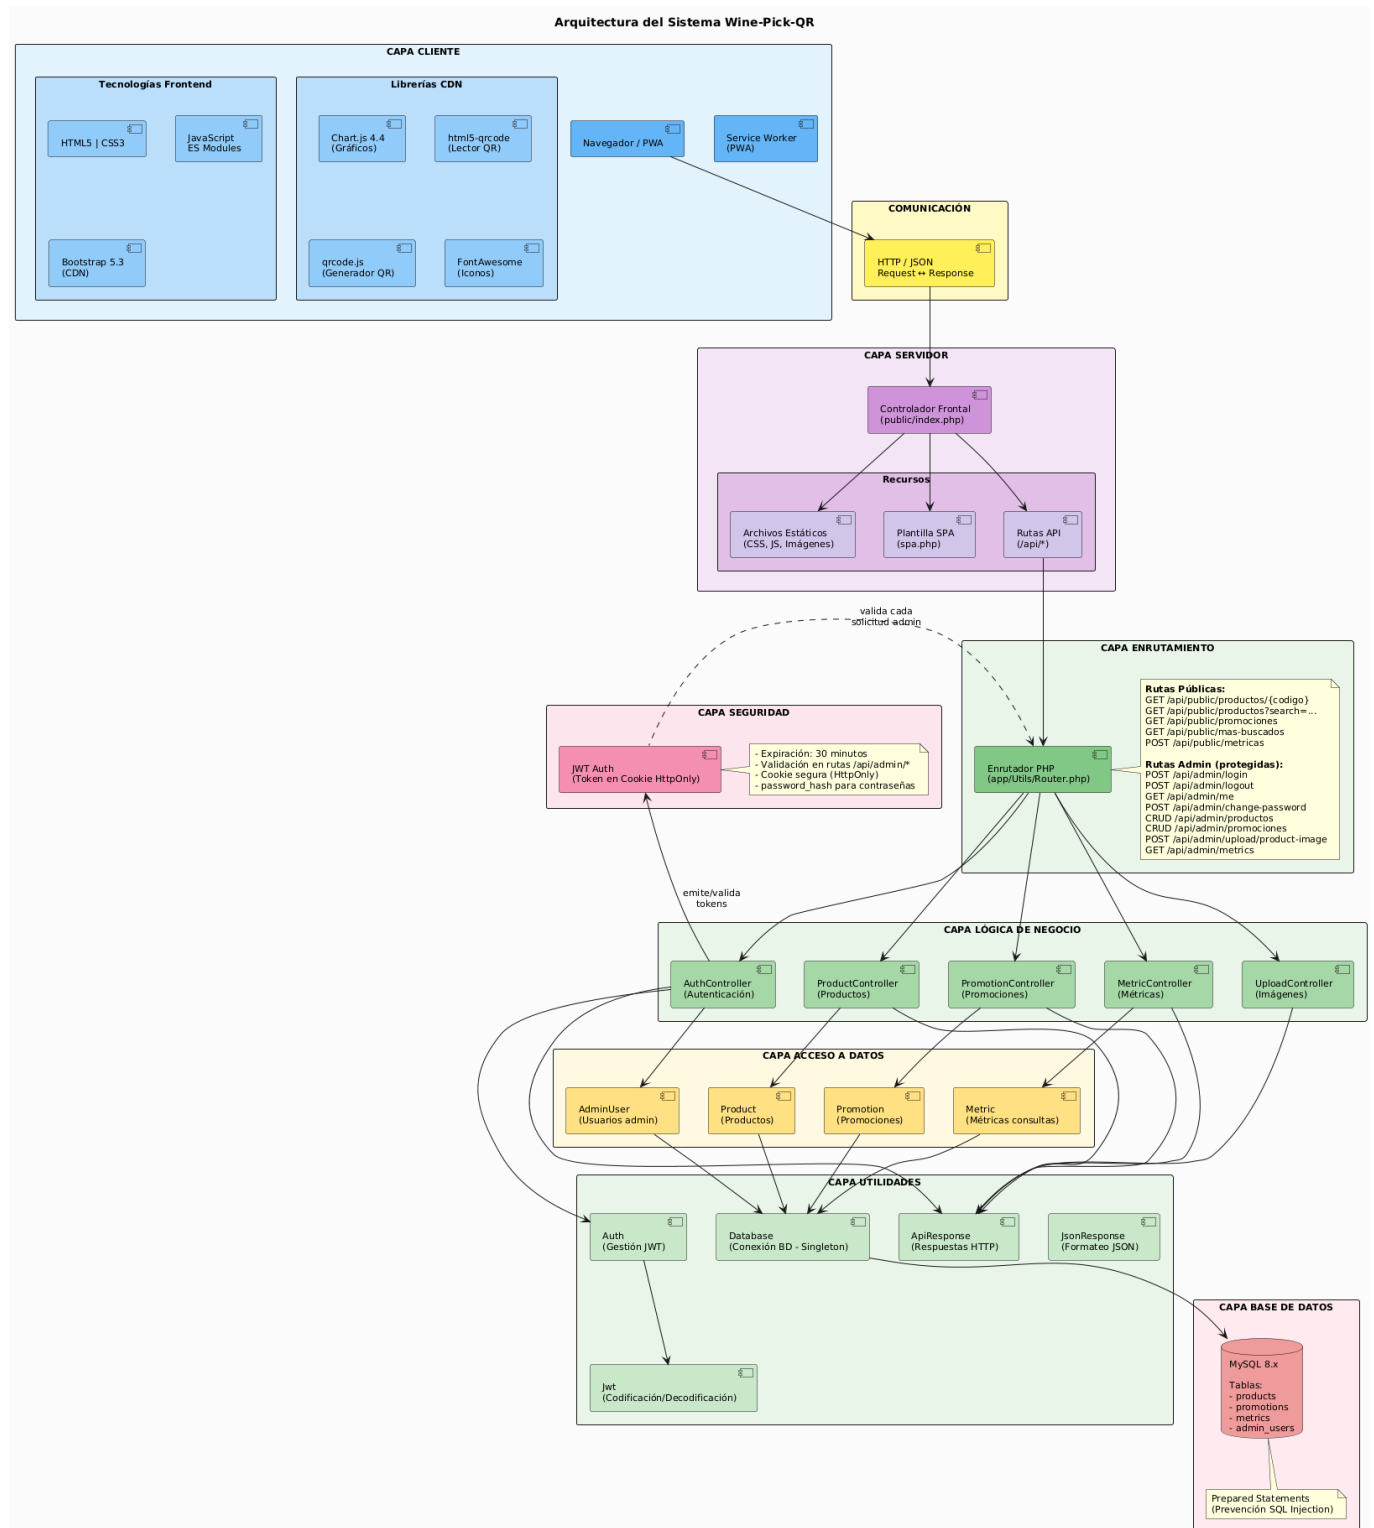 Arquitectura del Sistema Wine-Pick-QR
CAPA CLIENTE
Tecnologías Frontend
HTML5 | CSS3
JavaScript
ES Modules
Bootstrap 5.3
(CDN)
Librerías CDN
Chart.js 4.4
(Gráficos)
html5-qrcode
(Lector QR)
qrcode.js
(Generador QR)
FontAwesome
(Iconos)
Navegador / PWA
Service Worker
(PWA)
COMUNICACIÓN
HTTP / JSON
Request ↔ Response
CAPA SERVIDOR
Controlador Frontal
(public/index.php)
Recursos
Archivos Estáticos
(CSS, JS, Imágenes)
Plantilla SPA
(spa.php)
Rutas API
(/api/*)
valida cada
solicitud admin
CAPA ENRUTAMIENTO
Enrutador PHP
(app/Utils/Router.php)
Rutas Públicas:
GET /api/public/productos/{codigo}
GET /api/public/productos?search=...
GET /api/public/promociones
GET /api/public/mas-buscados
POST /api/public/metricas
Rutas Admin (protegidas):
POST /api/admin/login
POST /api/admin/logout
GET /api/admin/me
POST /api/admin/change-password
CRUD /api/admin/productos
CRUD /api/admin/promociones
POST /api/admin/upload/product-image
GET /api/admin/metrics
CAPA SEGURIDAD
JWT Auth
(Token en Cookie HttpOnly)
- Expiración: 30 minutos
- Validación en rutas /api/admin/*
- Cookie segura (HttpOnly)
- password_hash para contraseñas
emite/valida
tokens
CAPA LÓGICA DE NEGOCIO
AuthController
(Autenticación)
ProductController
(Productos)
PromotionController
(Promociones)
MetricController
(Métricas)
UploadController
(Imágenes)
CAPA ACCESO A DATOS
AdminUser
(Usuarios admin)
Product
(Productos)
Promotion
(Promociones)
Metric
(Métricas consultas)
CAPA UTILIDADES
Auth
(Gestión JWT)
Database
(Conexión BD - Singleton)
ApiResponse
(Respuestas HTTP)
JsonResponse
(Formateo JSON)
Jwt
(Codificación/Decodificación)
CAPA BASE DE DATOS
MySQL 8.x
Tablas:
- products
- promotions
- metrics
- admin_users
Prepared Statements
(Prevención SQL Injection)